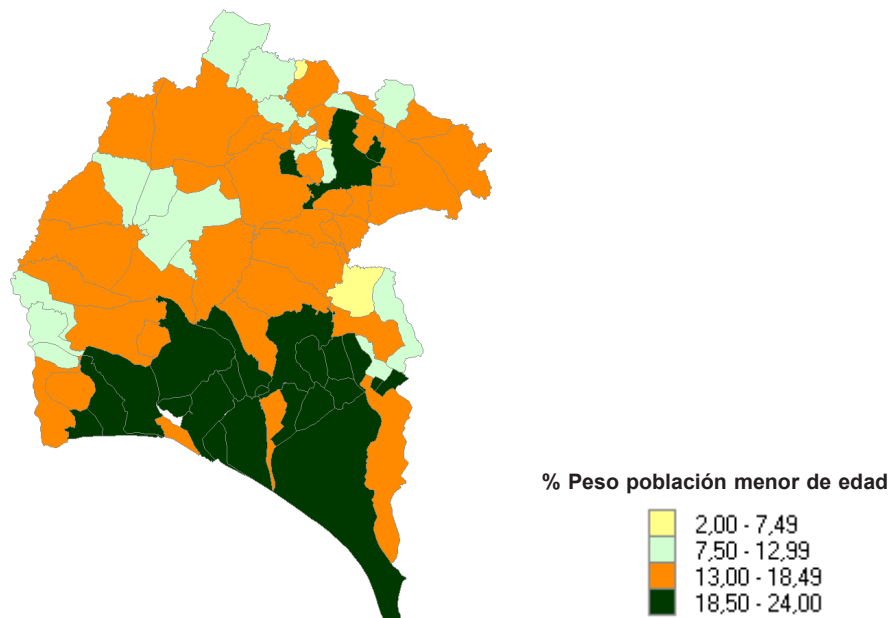 % Peso población menor de edad
2,00 - 7,49
7,50 - 12,99
13,00 - 18,49
18,50 - 24,00